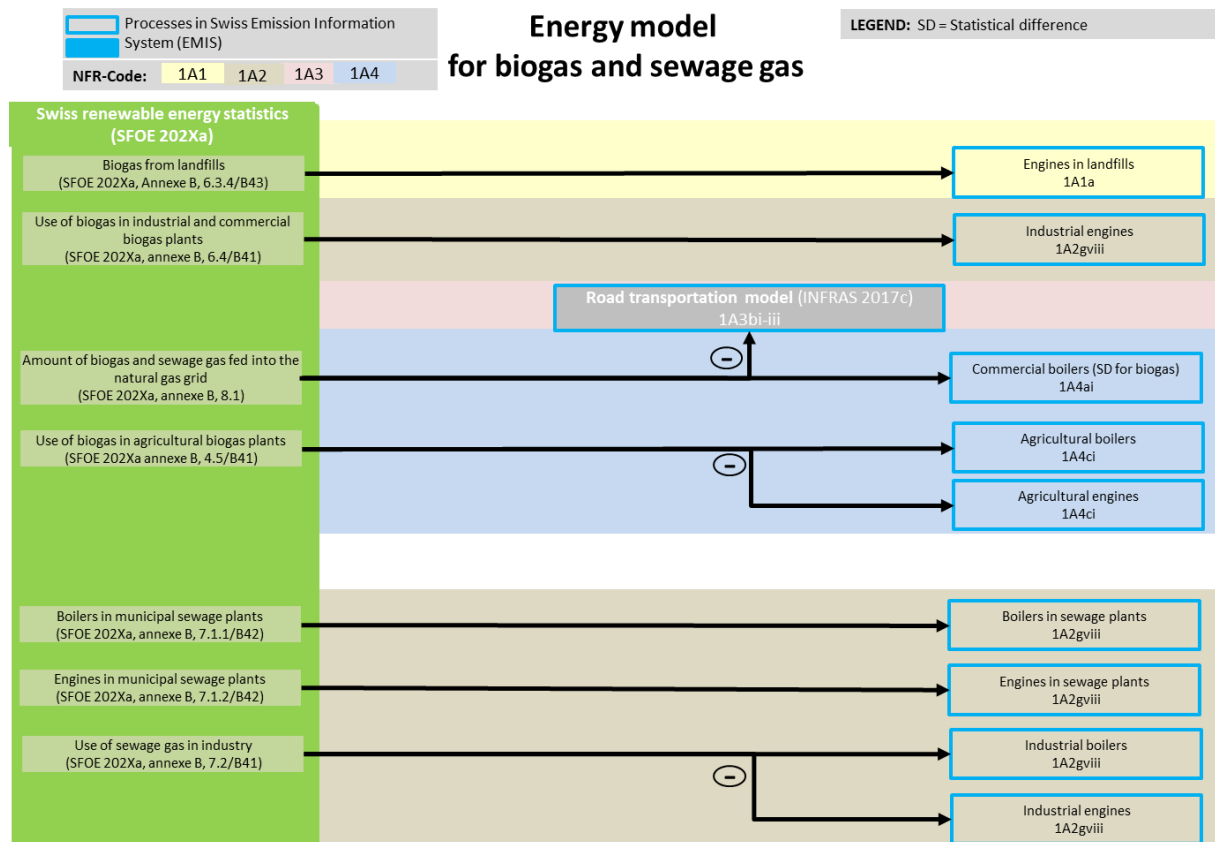 Processes in Swiss Emission Information
System (EMIS)
NFR-Code: 1A1 1A2 1A3 1A4
Energy model
for biogas and sewage gas
LEGEND: SD = Statistical difference
Swiss renewable energy statistics
(SFOE 202Xa)
Biogas from landfills
(SFOE 202Xa, Annexe B, 6.3.4/B43)
Engines in landfills
1A1a
Use of biogas in industrial and commercial
biogas plants
(SFOE 202Xa, annexe B, 6.4/B41)
Industrial engines
1A2gviii
Road transportation model (INFRAS 2017c)
1A3bi-iii
–
Amount of biogas and sewage gas fed into the
natural gas grid
(SFOE 202Xa, annexe B, 8.1)
Commercial boilers (SD for biogas)
1A4ai
Use of biogas in agricultural biogas plants
(SFOE 202Xa annexe B, 4.5/B41)
–
Agricultural boilers
1A4ci
Agricultural engines
1A4ci
Boilers in municipal sewage plants
(SFOE 202Xa, annexe B, 7.1.1/B42)
Boilers in sewage plants
1A2gviii
Engines in municipal sewage plants
(SFOE 202Xa, annexe B, 7.1.2/B42)
Engines in sewage plants
1A2gviii
Use of sewage gas in industry
(SFOE 202Xa, annexe B, 7.2/B41)
–
Industrial boilers
1A2gviii
Industrial engines
1A2gviii